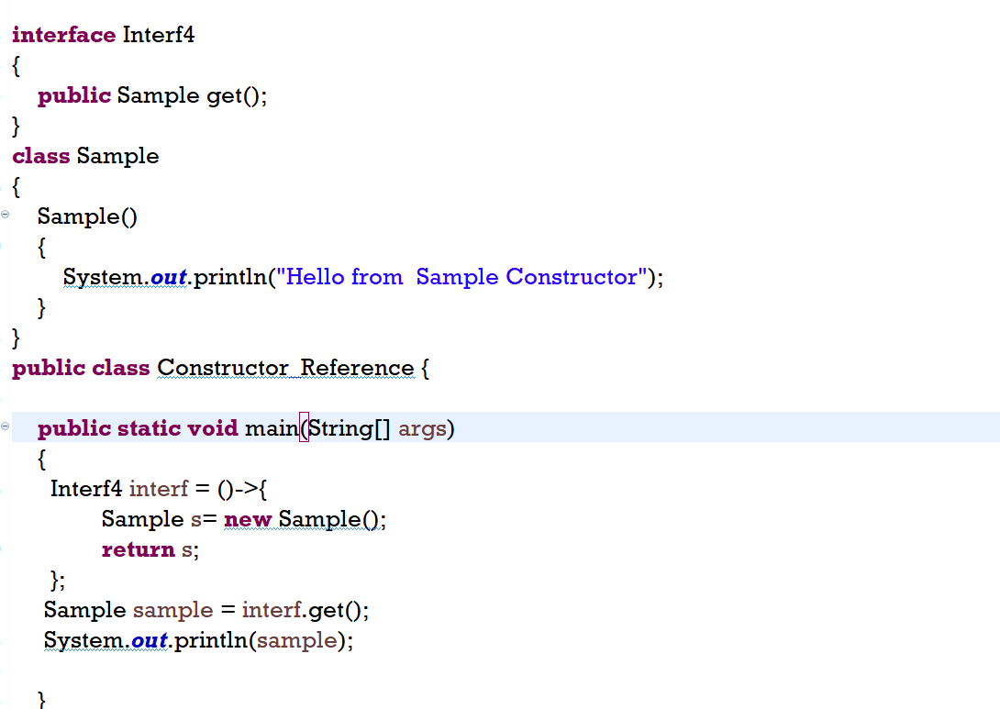 interface Interf4
{
public Sample get();
}
class Sample
{
Sample()
{
System.out.println("Hello from  Sample Constructor");
}
}
public class Constructor_Reference {
public static void main(String[] args)
{
Interf4 interf = ()->{
Sample s= new Sample();
return s;
};
Sample sample = interf.get();
System.out.println(sample);
}